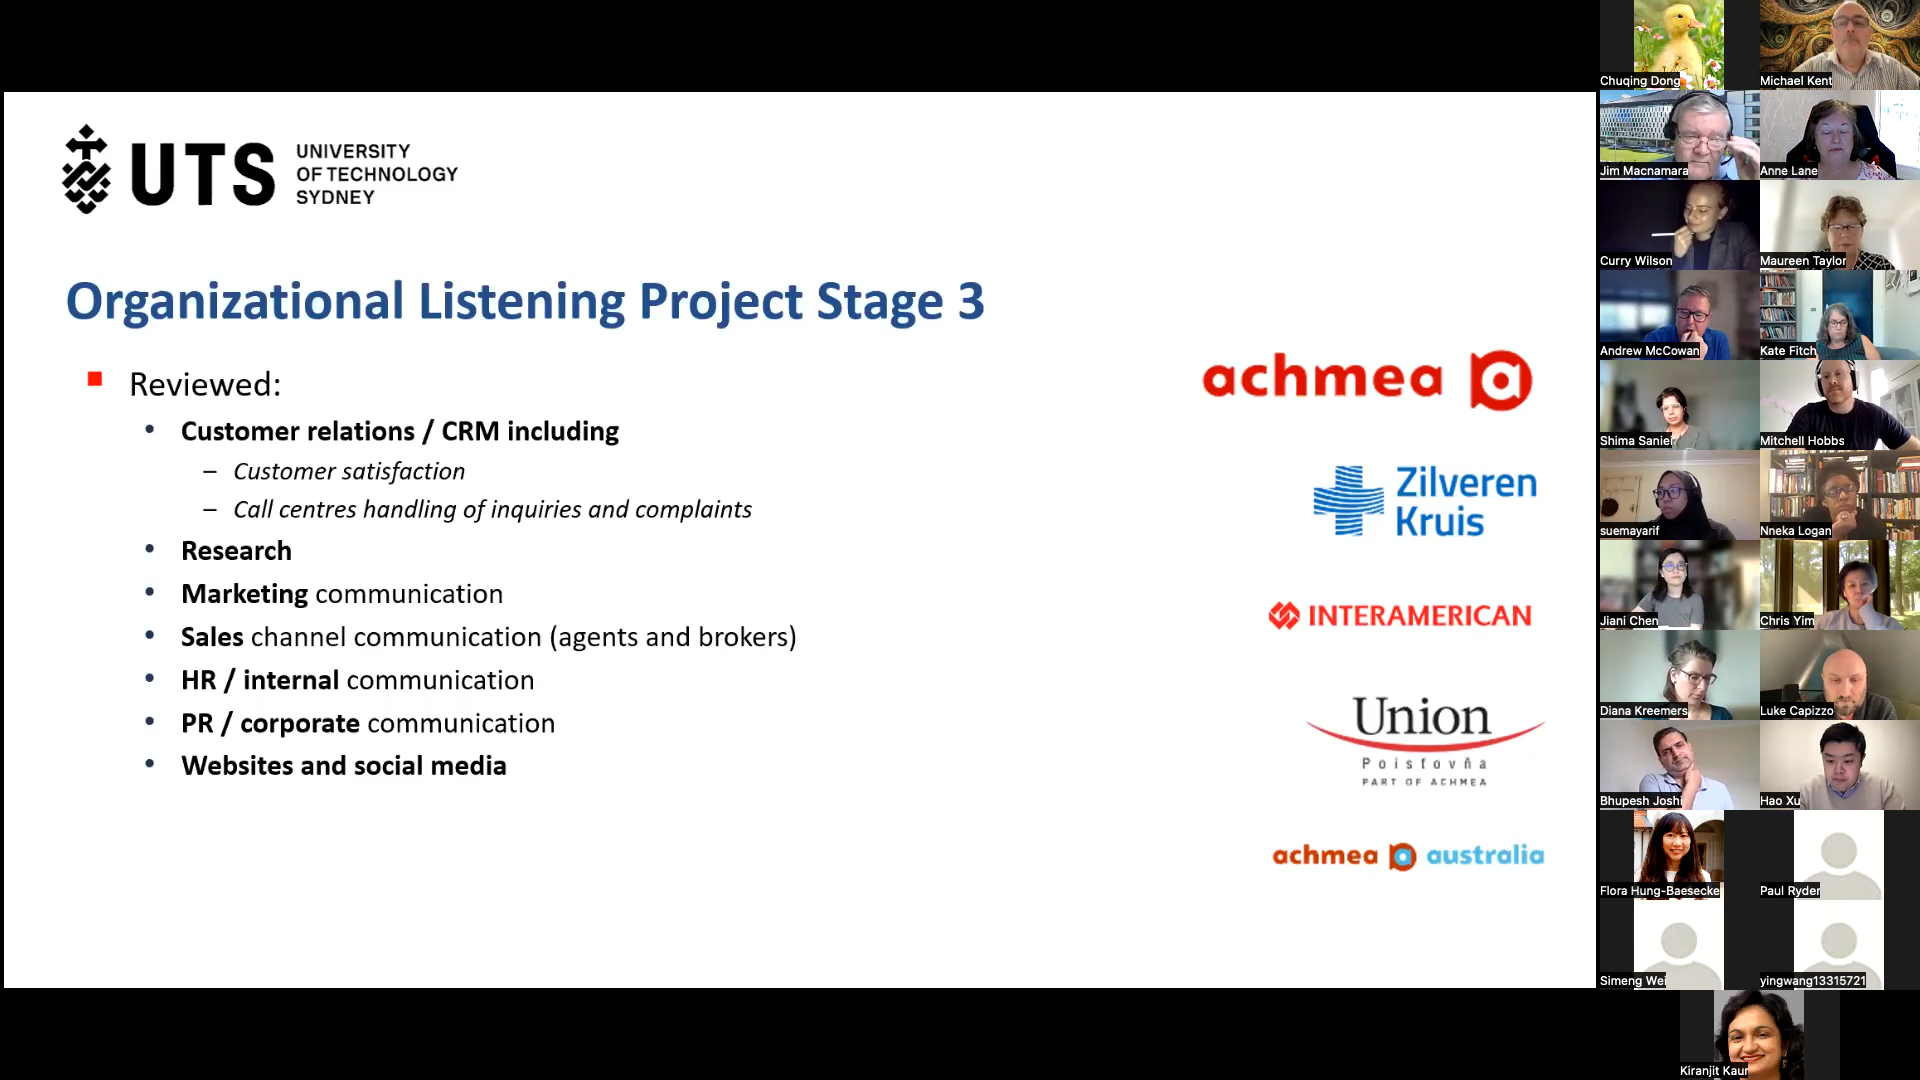 UTS
UNIVERSITY
OF TECHNOLOGY
SYDNEY
Organizational Listening Project Stage 3
Reviewed:
• Customer relations / CRM including
– Customer satisfaction
– Call centres handling of inquiries and complaints
• Research
• Marketing communication
• Sales channel communication (agents and brokers)
• HR / internal communication
• PR / corporate communication
• Websites and social media
achmea
Zilveren
Kruis
INTERAMERICAN
Union
Poisťovňa
PART OF ACHMEA
achmea australia
Chuqing Dong
Michael Kent
Jim Macnamara
Anne Lane
Curry Wilson
Maureen Taylor
Andrew McCowan
Kate Fitch
Shima Saniei
Mitchell Hobbs
suemayarif
Nneka Logan
Jiani Chen
Chris Yim
Diana Kreemers
Luke Capizzo
Bhupesh Joshi
Hao Xu
Flora Hung-Baesecke
Paul Ryder
Simeng Wei
yingwang13315721
Kiranjit Kaur